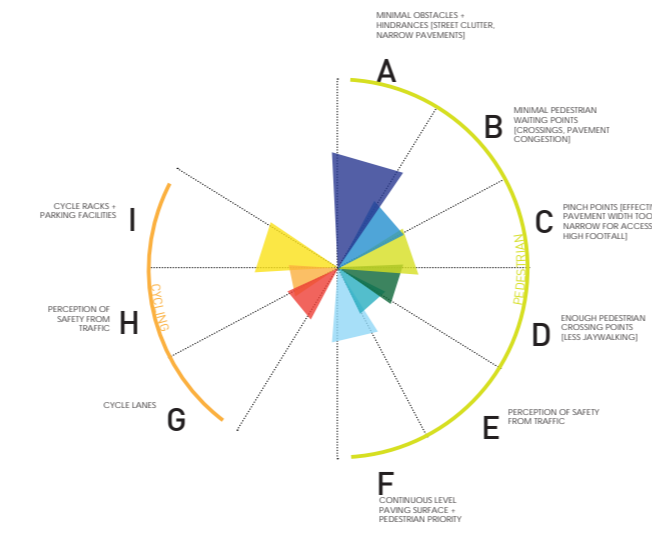 MINIMAL OBSTACLES +
HINDRANCES [STREET CLUTTER,
NARROW PAVEMENTS]
A
B
MINIMAL PEDESTRIAN
WAITING POINTS
[CROSSINGS, PAVEMENT
CONGESTION]
C
PINCH POINTS
PAVEMENT WIDTH TOO
NARROW FOR ACCESS
HIGH FOOTFALL]
PEDESTRIAN
D
ENOUGH PEDESTRIAN
CROSSING POINTS
[LESS JAYWALKING]
E
PERCEPTION OF SAFETY
FROM TRAFFIC
F
CONTINUOUS LEVEL
PAVING SURFACE +
PEDESTRIAN PRIORITY
CYCLE LANES
G
PERCEPTION OF
SAFETY FROM
TRAFFIC
H
CYCLING
CYCLE RACKS +
PARKING FACILITIES
I